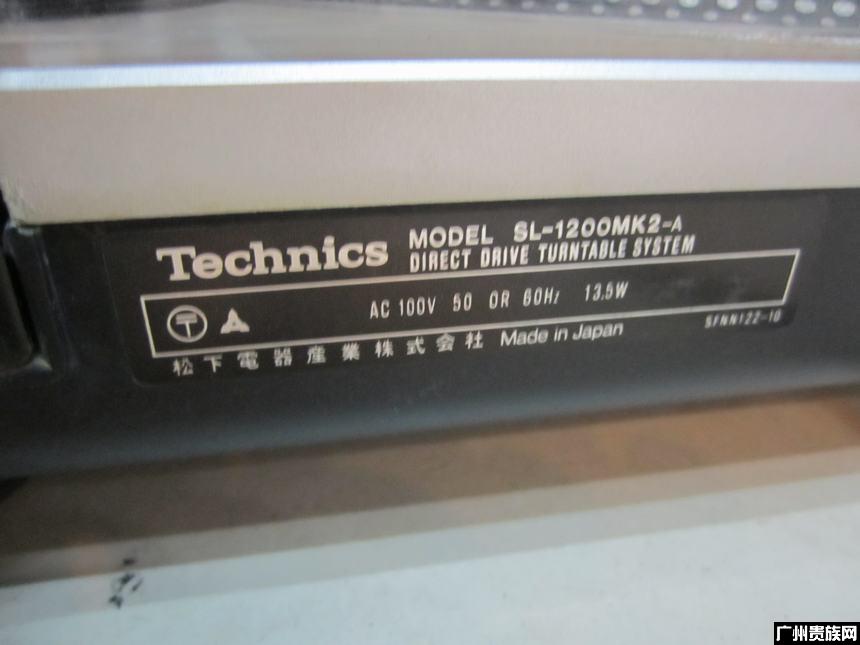 Technics MODEL SL-1200MK2-A
DIRECT DRIVE TURNTABLE SYSTEM
AC 100V 50 OR 60Hz 13.5W
松下電器産業株式会社 Made in Japan
SFNN122-10
广州贵族网